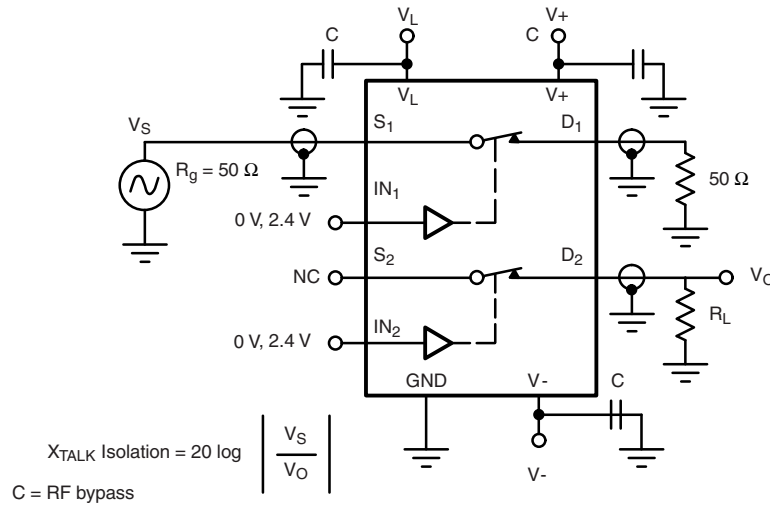 V_L
V+
C
C
V_L
V+
V_S
S_1
D_1
R_g = 50 Ω
50 Ω
IN_1
0 V, 2.4 V
S_2
D_2
NC
V_O
R_L
IN_2
0 V, 2.4 V
GND
V-
C
V-
X_TALK Isolation = 20 log | V_S / V_O |
C = RF bypass